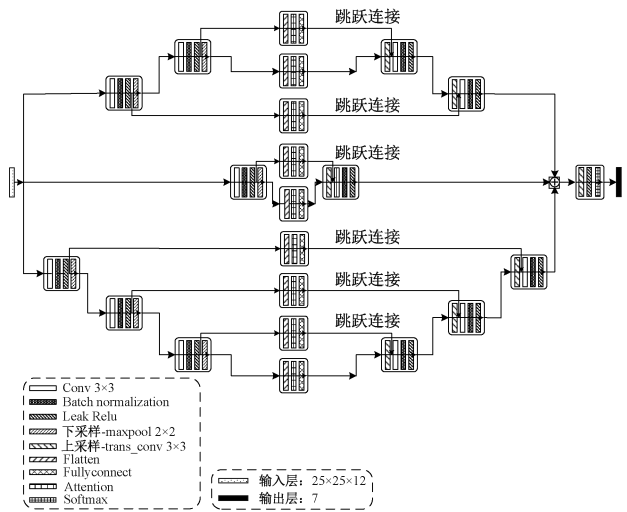 跳跃连接
跳跃连接
跳跃连接
跳跃连接
跳跃连接
跳跃连接
Conv 3×3
Batch normalization
Leak Relu
下采样-maxpool 2×2
上采样-trans_conv 3×3
Flatten
Fullyconnect
Attention
Softmax
输入层：25×25×12
输出层：7